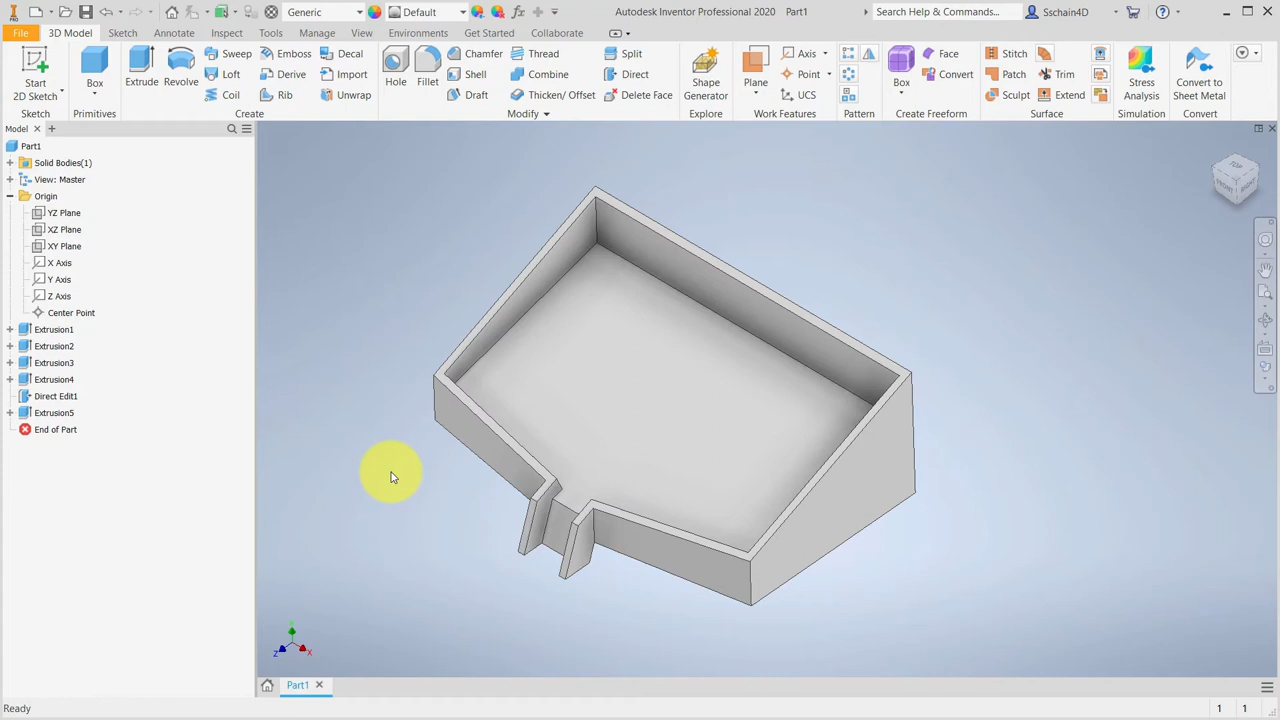 PRO
Generic
Default
fx
Autodesk Inventor Professional 2020 Part1
Search Help & Commands...
Sschain4D
File
3D Model
Sketch
Annotate
Inspect
Tools
Manage
View
Environments
Get Started
Collaborate
Start
2D Sketch
Box
Extrude
Revolve
Sweep
Loft
Coil
Emboss
Derive
Rib
Decal
Import
Unwrap
Hole
Fillet
Chamfer
Shell
Draft
Thread
Combine
Thicken/ Offset
Split
Direct
Delete Face
Shape
Generator
Plane
Axis
Point
UCS
Box
Face
Convert
Stitch
Patch
Sculpt
Trim
Extend
Stress
Analysis
Convert to
Sheet Metal
Sketch
Primitives
Create
Modify
Explore
Work Features
Pattern
Create Freeform
Surface
Simulation
Convert
Model
Part1
Solid Bodies(1)
View: Master
Origin
YZ Plane
XZ Plane
XY Plane
X Axis
Y Axis
Z Axis
Center Point
Extrusion1
Extrusion2
Extrusion3
Extrusion4
Direct Edit1
Extrusion5
End of Part
TOP
FRONT
RIGHT
Z
X
Part1
Ready
1
1